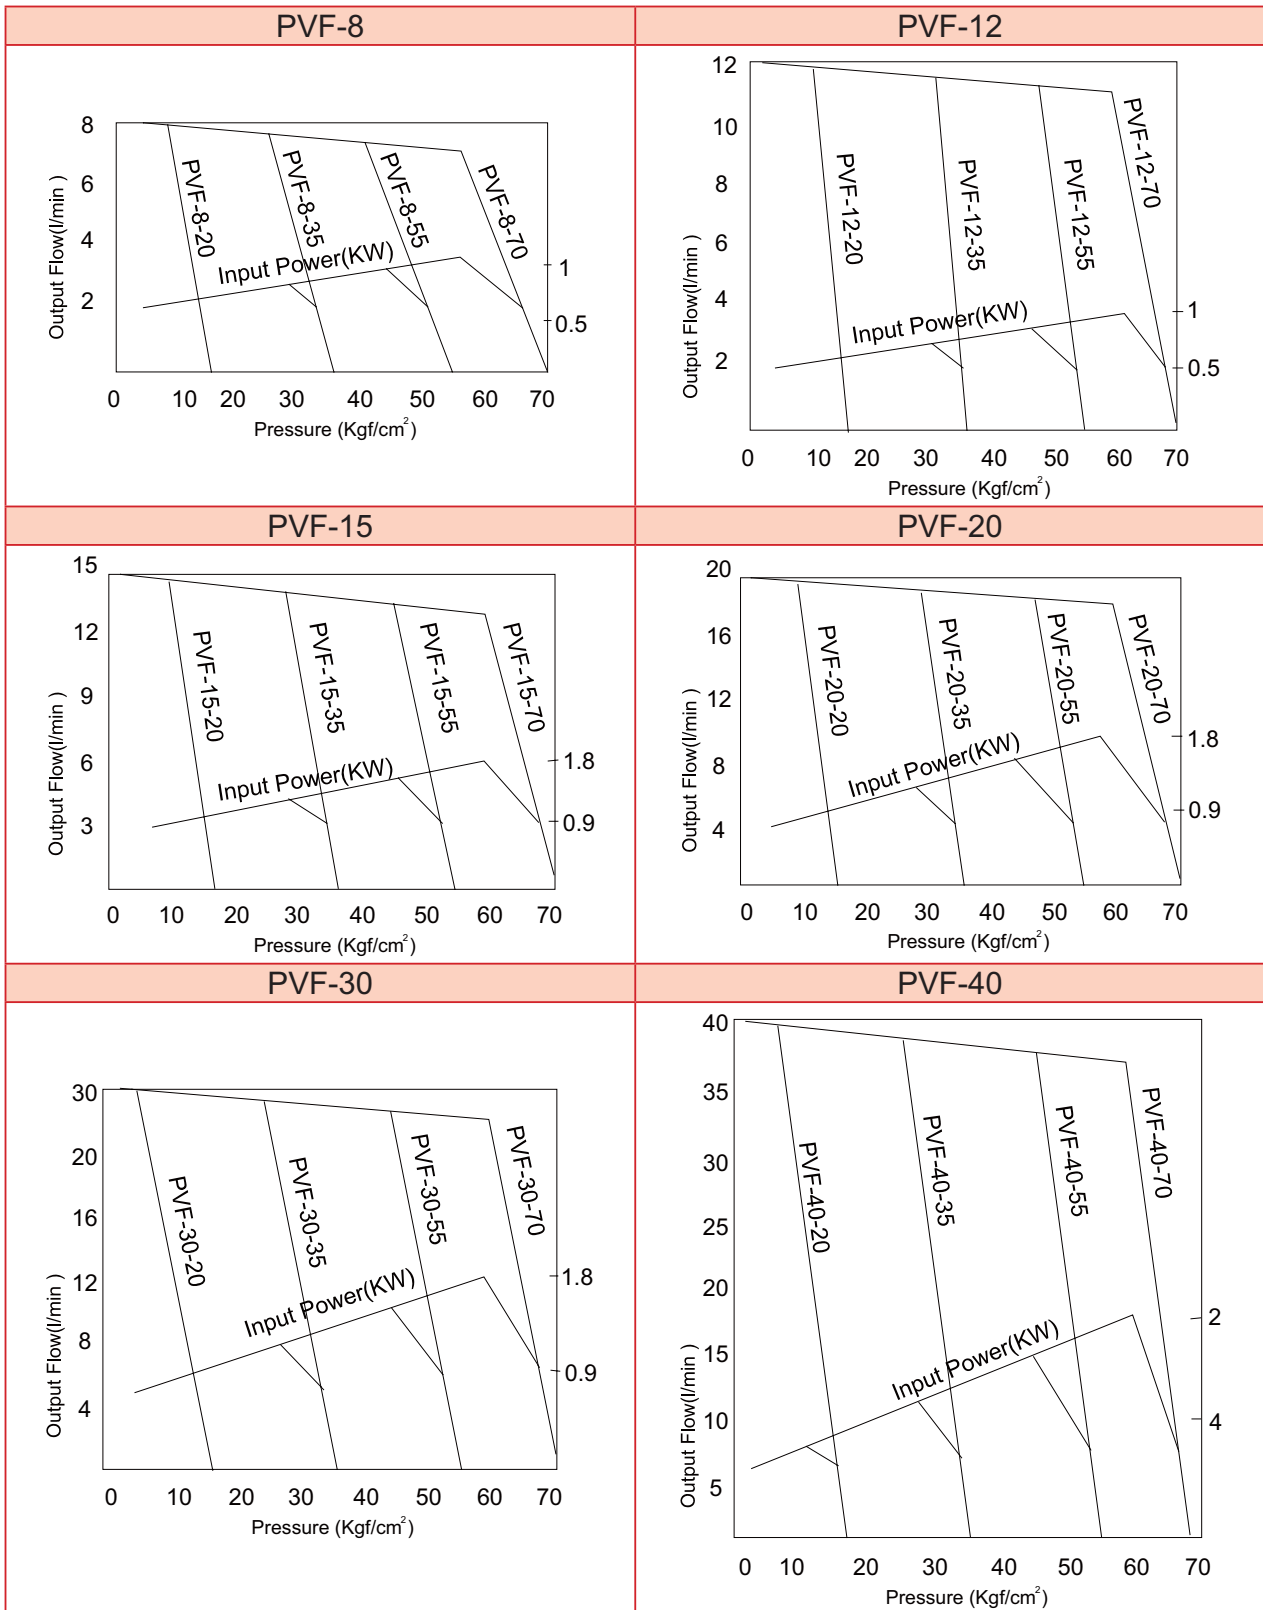 PVF-8
8
6
4
2
Output Flow(l/min )
PVF-8-20
PVF-8-35
PVF-8-55
PVF-8-70
Input Power(KW)
1
0.5
0 10 20 30 40 50 60 70
Pressure (Kgf/cm²)
PVF-12
12
10
8
6
4
2
Output Flow(l/min )
PVF-12-20
PVF-12-35
PVF-12-55
PVF-12-70
Input Power(KW)
1
0.5
0 10 20 30 40 50 60 70
Pressure (Kgf/cm²)
PVF-15
15
12
9
6
3
Output Flow(l/min )
PVF-15-20
PVF-15-35
PVF-15-55
PVF-15-70
Input Power(KW)
1.8
0.9
0 10 20 30 40 50 60 70
Pressure (Kgf/cm²)
PVF-20
20
16
12
8
4
Output Flow(l/min )
PVF-20-20
PVF-20-35
PVF-20-55
PVF-20-70
Input Power(KW)
1.8
0.9
0 10 20 30 40 50 60 70
Pressure (Kgf/cm²)
PVF-30
30
20
16
12
8
4
Output Flow(l/min )
PVF-30-20
PVF-30-35
PVF-30-55
PVF-30-70
Input Power(KW)
1.8
0.9
0 10 20 30 40 50 60 70
Pressure (Kgf/cm²)
PVF-40
40
35
30
25
20
15
10
5
Output Flow(l/min )
PVF-40-20
PVF-40-35
PVF-40-55
PVF-40-70
Input Power(KW)
2
4
0 10 20 30 40 50 60 70
Pressure (Kgf/cm²)